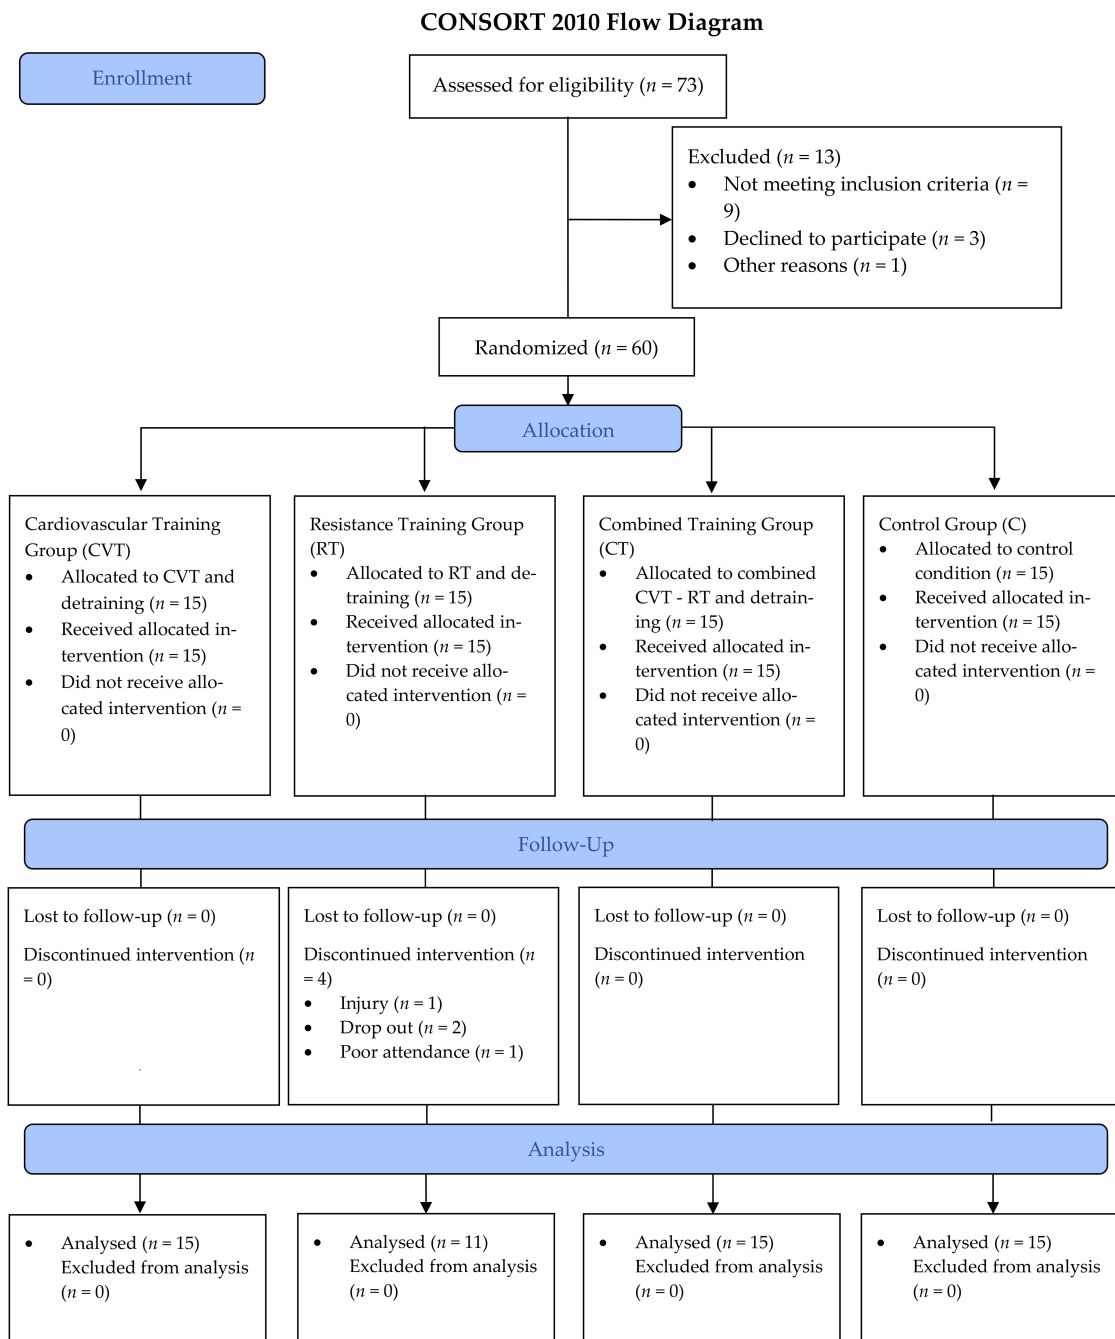 CONSORT 2010 Flow Diagram
Enrollment
Assessed for eligibility (n = 73)
Excluded (n = 13)
• Not meeting inclusion criteria (n =
9)
• Declined to participate (n = 3)
• Other reasons (n = 1)
Randomized (n = 60)
Allocation
Cardiovascular Training
Group (CVT)
• Allocated to CVT and
detraining (n = 15)
• Received allocated in-
tervention (n = 15)
• Did not receive allo-
cated intervention (n =
0)
Resistance Training Group
(RT)
• Allocated to RT and de-
training (n = 15)
• Received allocated in-
tervention (n = 15)
• Did not receive allo-
cated intervention (n =
0)
Combined Training Group
(CT)
• Allocated to combined
CVT - RT and detrain-
ing (n = 15)
• Received allocated in-
tervention (n = 15)
• Did not receive allo-
cated intervention (n =
0)
Control Group (C)
• Allocated to control
condition (n = 15)
• Received allocated in-
tervention (n = 15)
• Did not receive allo-
cated intervention (n =
0)
Follow-Up
Lost to follow-up (n = 0)
Discontinued intervention (n
= 0)
Lost to follow-up (n = 0)
Discontinued intervention (n
= 4)
• Injury (n = 1)
• Drop out (n = 2)
• Poor attendance (n = 1)
Lost to follow-up (n = 0)
Discontinued intervention
(n = 0)
Lost to follow-up (n = 0)
Discontinued intervention
(n = 0)
Analysis
• Analysed (n = 15)
Excluded from analysis
(n = 0)
• Analysed (n = 11)
Excluded from analysis
(n = 0)
• Analysed (n = 15)
Excluded from analysis
(n = 0)
• Analysed (n = 15)
Excluded from analysis
(n = 0)